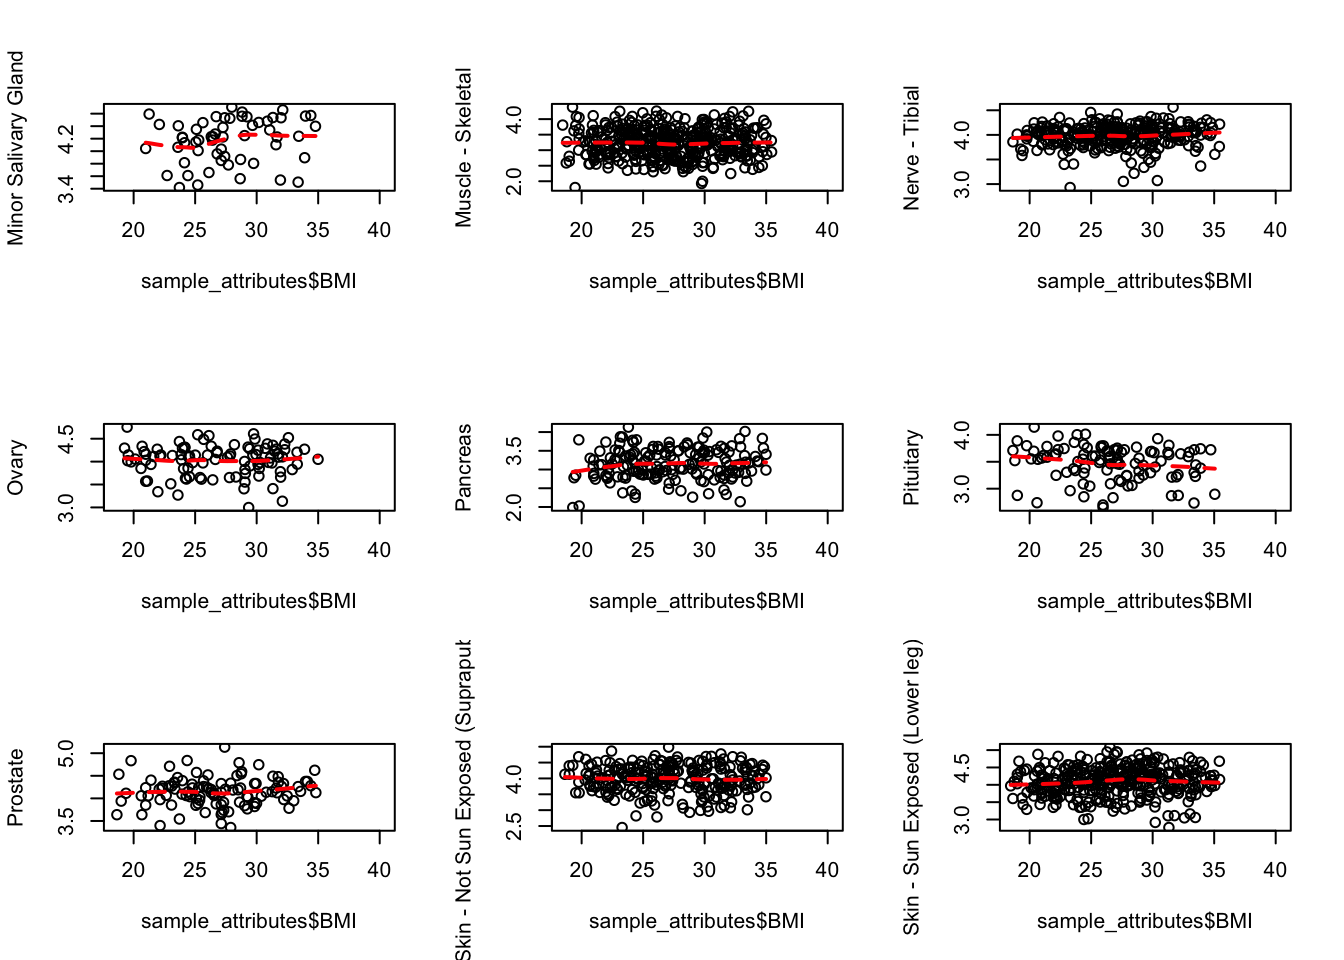 Minor Salivary Gland
4.2
3.4
20 25 30 35 40
sample_attributes$BMI
Muscle - Skeletal
4.0
2.0
20 25 30 35 40
sample_attributes$BMI
Nerve - Tibial
4.0
3.0
20 25 30 35 40
sample_attributes$BMI
Ovary
4.5
3.0
20 25 30 35 40
sample_attributes$BMI
Pancreas
3.5
2.0
20 25 30 35 40
sample_attributes$BMI
Pituitary
4.0
3.0
20 25 30 35 40
sample_attributes$BMI
Prostate
5.0
3.5
20 25 30 35 40
sample_attributes$BMI
Skin - Not Sun Exposed (Suprapub
4.0
2.5
20 25 30 35 40
sample_attributes$BMI
Skin - Sun Exposed (Lower leg)
4.5
3.0
20 25 30 35 40
sample_attributes$BMI